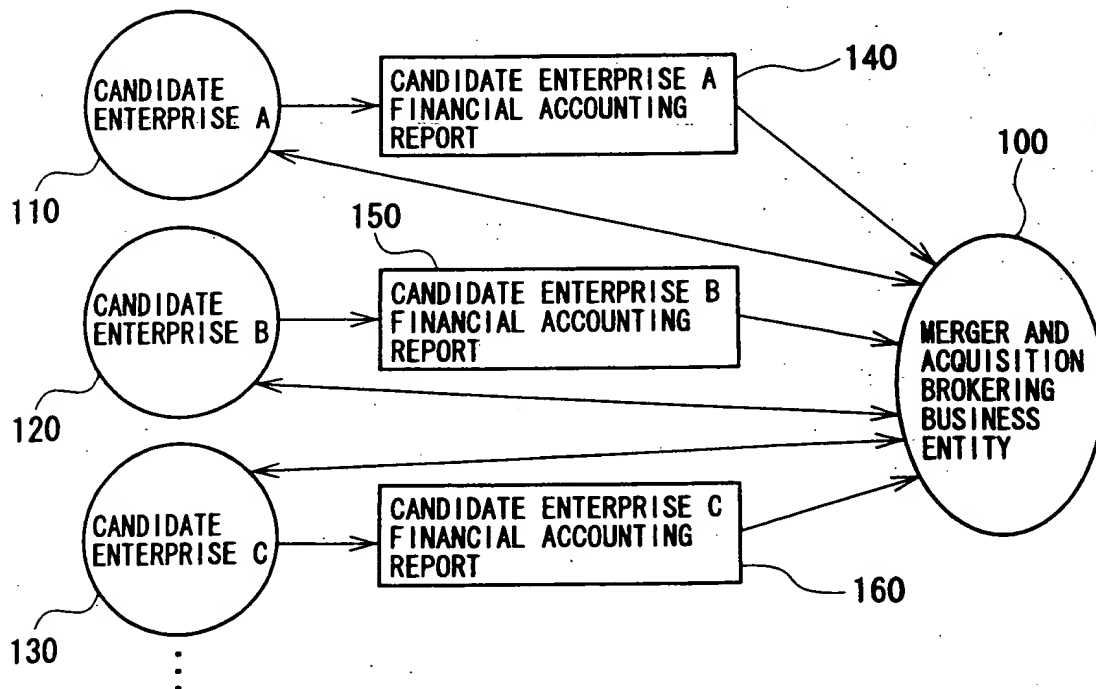 CANDIDATE
ENTERPRISE A
110
CANDIDATE ENTERPRISE A
FINANCIAL ACCOUNTING
REPORT
140
100
CANDIDATE
ENTERPRISE B
120
150
CANDIDATE ENTERPRISE B
FINANCIAL ACCOUNTING
REPORT
MERGER AND
ACQUISITION
BROKERING
BUSINESS
ENTITY
CANDIDATE
ENTERPRISE C
130
CANDIDATE ENTERPRISE C
FINANCIAL ACCOUNTING
REPORT
160